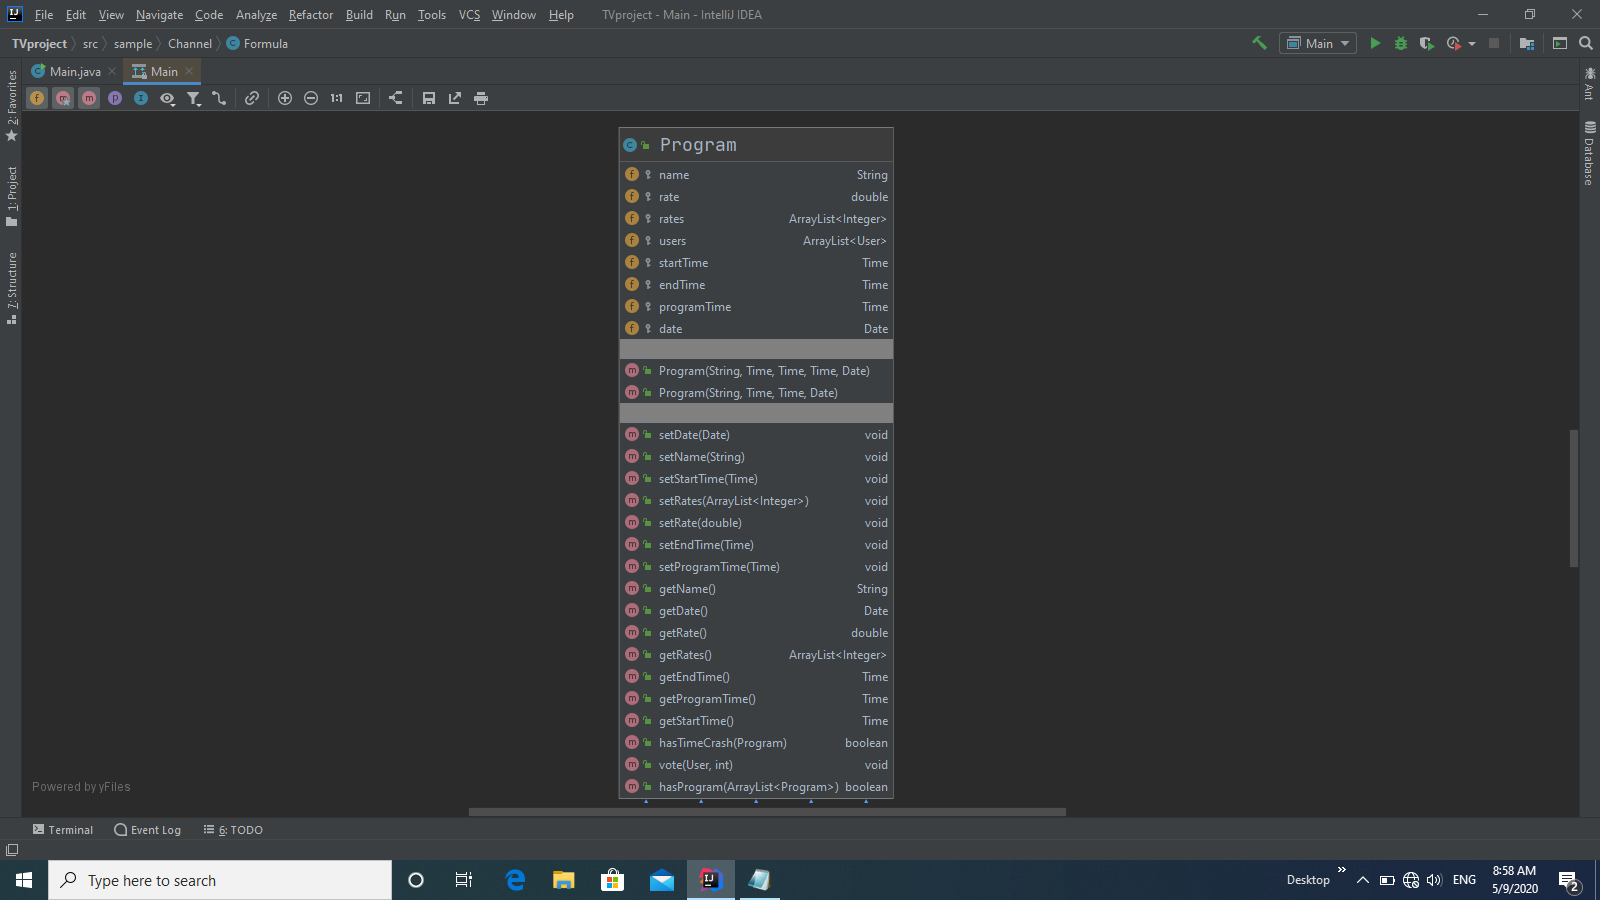 File Edit View Navigate Code Analyze Refactor Build Run Tools VCS Window Help TVproject - Main - IntelliJ IDEA
TVproject src sample Channel Formula Main
Main.java Main
1:1
2: Favorites
1: Project
7: Structure
Ant
Database
Program
name String
rate double
rates ArrayList<Integer>
users ArrayList<User>
startTime Time
endTime Time
programTime Time
date Date
Program(String, Time, Time, Time, Date)
Program(String, Time, Time, Date)
setDate(Date) void
setName(String) void
setStartTime(Time) void
setRates(ArrayList<Integer>) void
setRate(double) void
setEndTime(Time) void
setProgramTime(Time) void
getName() String
getDate() Date
getRate() double
getRates() ArrayList<Integer>
getEndTime() Time
getProgramTime() Time
getStartTime() Time
hasTimeCrash(Program) boolean
vote(User, int) void
hasProgram(ArrayList<Program>) boolean
Powered by yFiles
Terminal Event Log 6: TODO
Type here to search
Desktop
ENG
8:58 AM
5/9/2020
2